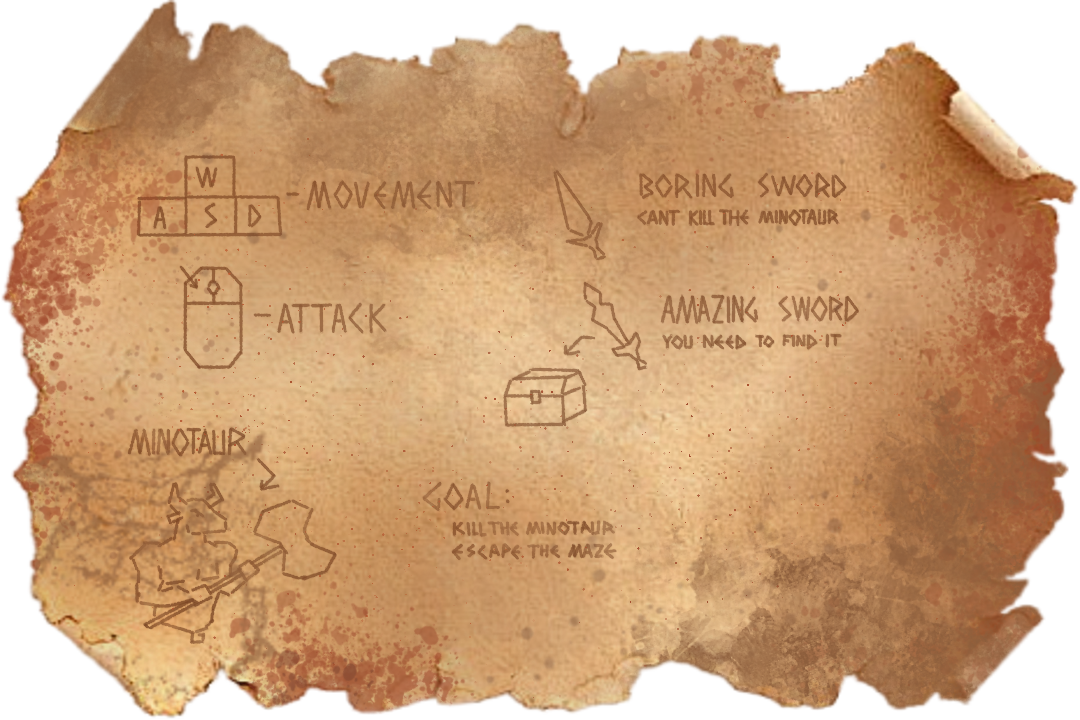 W
A S D
-MOVEMENT
-ATTACK
BORING SWORD
CANT KILL THE MINOTAUR
AMAZING SWORD
YOU NEED TO FIND IT
MINOTAUR
GOAL:
KILL THE MINOTAUR
ESCAPE THE MAZE